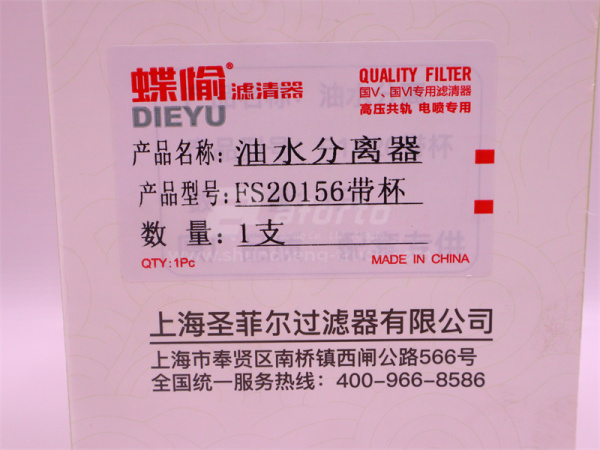 蝶愉® 滤清器
DIEYU
QUALITY FILTER
国Ⅴ、国Ⅵ专用滤清器
高压共轨 电喷专用
产品名称: 油水分离器
产品型号: FS20156带杯
数 量: 1支
QTY:1Pc
MADE IN CHINA
上海圣菲尔过滤器有限公司
上海市奉贤区南桥镇西闸公路566号
全国统一服务热线: 400-966-8586